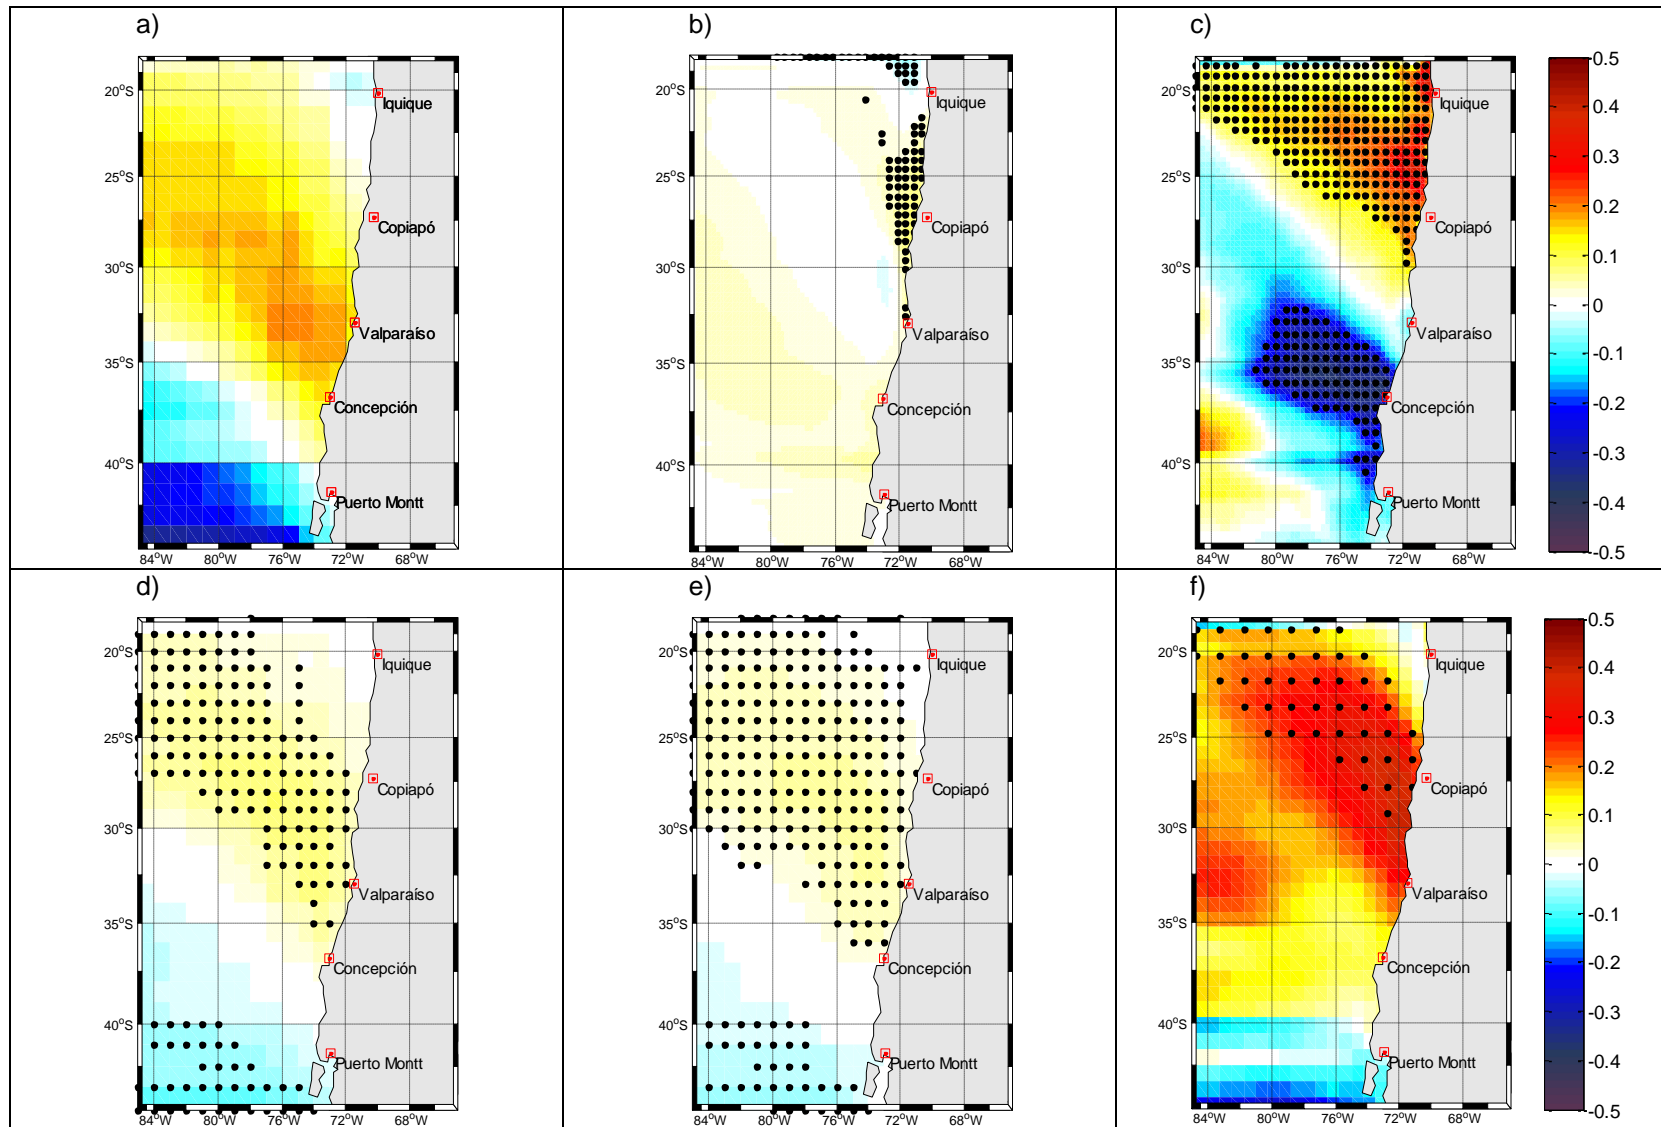 a)
20°S
25°S
30°S
35°S
40°S
84°W 80°W 76°W 72°W 68°W
Iquique
Copiapó
Valparaíso
Concepción
Puerto Montt
b)
20°S
25°S
30°S
35°S
40°S
84°W 80°W 76°W 72°W 68°W
Iquique
Copiapó
Valparaíso
Concepción
Puerto Montt
c)
20°S
25°S
30°S
35°S
40°S
84°W 80°W 76°W 72°W 68°W
Iquique
Copiapó
Valparaíso
Concepción
Puerto Montt
0.5
0.4
0.3
0.2
0.1
0
-0.1
-0.2
-0.3
-0.4
-0.5
d)
20°S
25°S
30°S
35°S
40°S
84°W 80°W 76°W 72°W 68°W
Iquique
Copiapó
Valparaíso
Concepción
Puerto Montt
e)
20°S
25°S
30°S
35°S
40°S
84°W 80°W 76°W 72°W 68°W
Iquique
Copiapó
Valparaíso
Concepción
Puerto Montt
f)
20°S
25°S
30°S
35°S
40°S
84°W 80°W 76°W 72°W 68°W
Iquique
Copiapó
Valparaíso
Concepción
Puerto Montt
0.5
0.4
0.3
0.2
0.1
0
-0.1
-0.2
-0.3
-0.4
-0.5